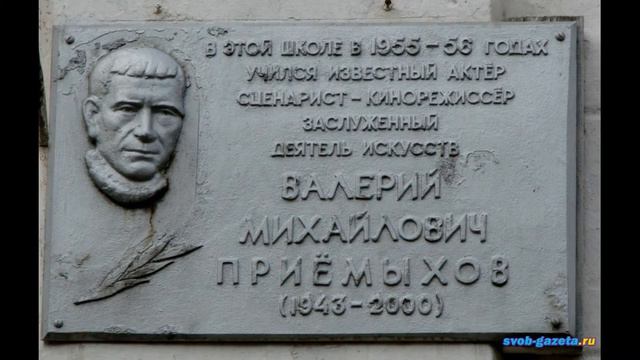 В ЭТОЙ ШКОЛЕ В 1955-56 ГОДАХ
УЧИЛСЯ ИЗВЕСТНЫЙ АКТЁР
СЦЕНАРИСТ-КИНОРЕЖИССЁР
ЗАСЛУЖЕННЫЙ
ДЕЯТЕЛЬ ИСКУССТВ
ВАЛЕРИЙ
МИХАЙЛОВИЧ
ПРИЁМЫХОВ
(1943-2000)
svob-gazeta.ru